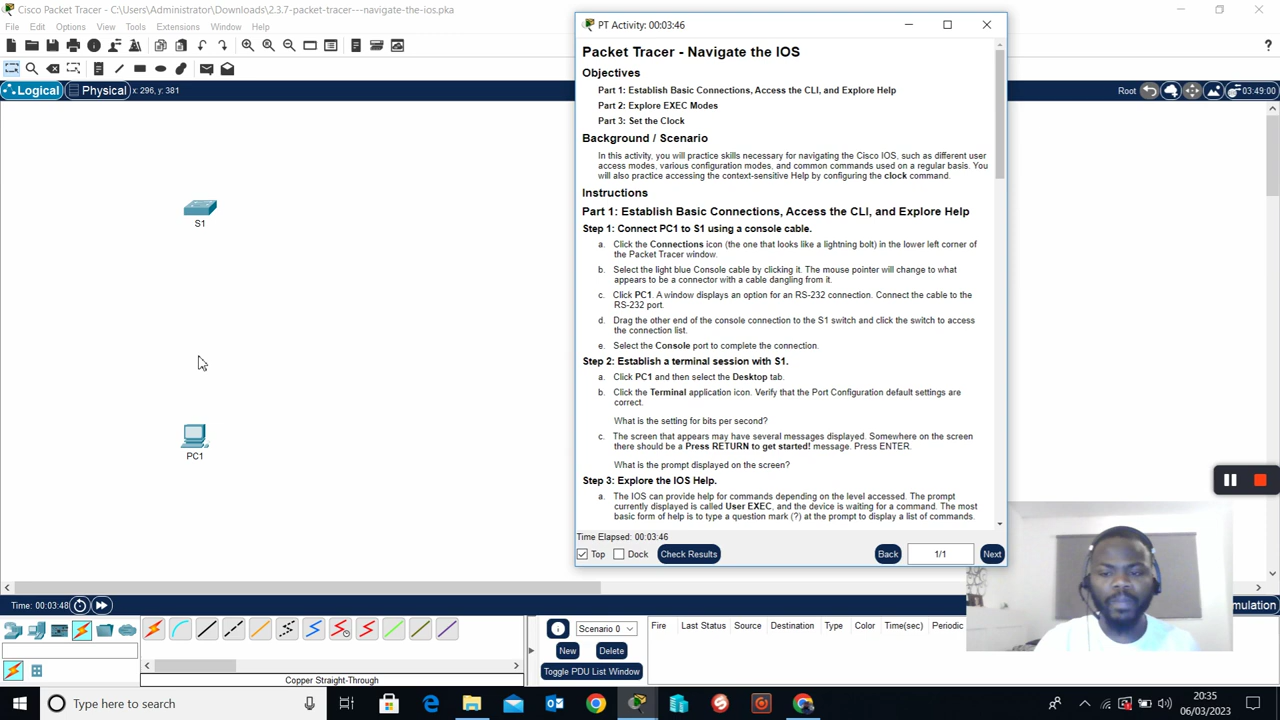 Cisco Packet Tracer - C:\Users\Administrator\Downloads\2.3.7-packet-tracer---navigate-the-ios.pka
File Edit Options View Tools Extensions Window Help
Logical Physical x: 296, y: 381
Root 03:49:00
S1
PC1
PT Activity: 00:03:46
Packet Tracer - Navigate the IOS
Objectives
Part 1: Establish Basic Connections, Access the CLI, and Explore Help
Part 2: Explore EXEC Modes
Part 3: Set the Clock
Background / Scenario
In this activity, you will practice skills necessary for navigating the Cisco IOS, such as different user
access modes, various configuration modes, and common commands used on a regular basis. You
will also practice accessing the context-sensitive Help by configuring the clock command.
Instructions
Part 1: Establish Basic Connections, Access the CLI, and Explore Help
Step 1: Connect PC1 to S1 using a console cable.
a. Click the Connections icon (the one that looks like a lightning bolt) in the lower left corner of
the Packet Tracer window.
b. Select the light blue Console cable by clicking it. The mouse pointer will change to what
appears to be a connector with a cable dangling from it.
c. Click PC1. A window displays an option for an RS-232 connection. Connect the cable to the
RS-232 port.
d. Drag the other end of the console connection to the S1 switch and click the switch to access
the connection list.
e. Select the Console port to complete the connection.
Step 2: Establish a terminal session with S1.
a. Click PC1 and then select the Desktop tab.
b. Click the Terminal application icon. Verify that the Port Configuration default settings are
correct.
What is the setting for bits per second?
c. The screen that appears may have several messages displayed. Somewhere on the screen
there should be a Press RETURN to get started! message. Press ENTER.
What is the prompt displayed on the screen?
Step 3: Explore the IOS Help.
a. The IOS can provide help for commands depending on the level accessed. The prompt
currently displayed is called User EXEC, and the device is waiting for a command. The most
basic form of help is to type a question mark (?) at the prompt to display a list of commands.
Time Elapsed: 00:03:46
Top Dock Check Results Back 1/1 Next
Time: 00:03:48 mulation
Scenario 0 Fire Last Status Source Destination Type Color Time(sec) Periodic
New Delete
Toggle PDU List Window
Copper Straight-Through
Type here to search
20:35
06/03/2023